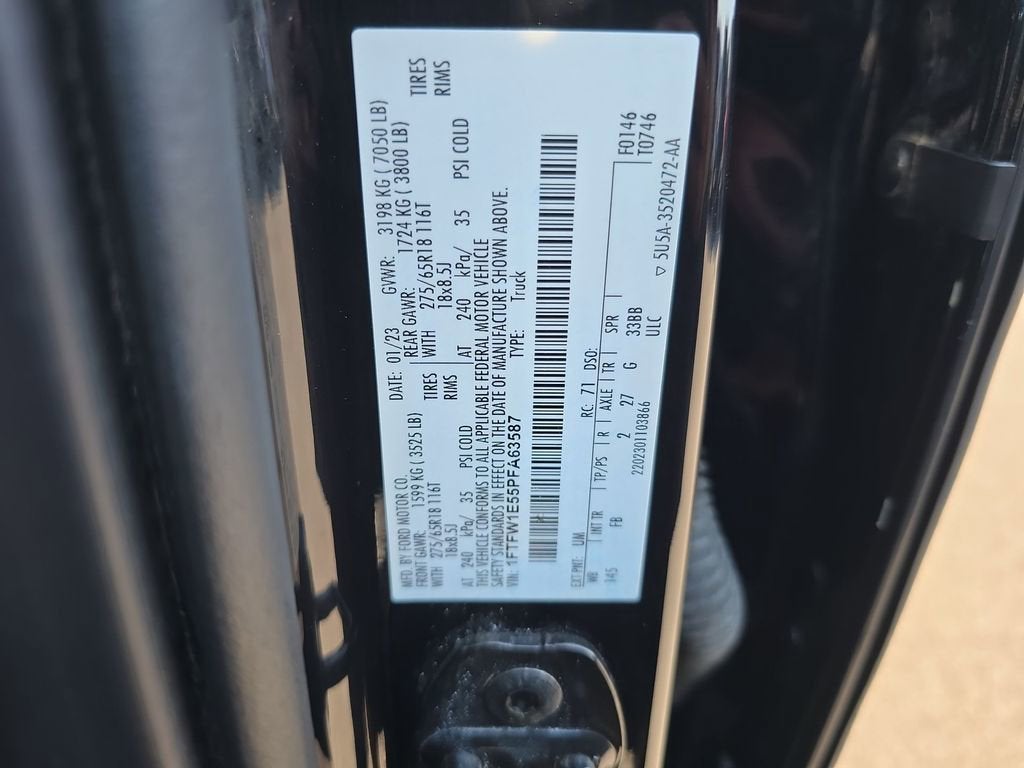 MFD. BY FORD MOTOR CO. DATE: 01/23 GVWR: 3198 KG ( 7050 LB)
FRONT GAWR: 1599 KG ( 3525 LB) REAR GAWR: 1724 KG ( 3800 LB)
WITH 275/65R18 116T TIRES WITH 275/65R18 116T TIRES
18x8.5J RIMS 18x8.5J RIMS
AT 240 kPa/ 35 PSI COLD AT 240 kPa/ 35 PSI COLD
THIS VEHICLE CONFORMS TO ALL APPLICABLE FEDERAL MOTOR VEHICLE
SAFETY STANDARDS IN EFFECT ON THE DATE OF MANUFACTURE SHOWN ABOVE.
VIN: 1FTFW1E55PFA63587 TYPE: Truck
EXT PNT: UM RC: 71 DSO: F0146
WB INT TR TP/PS R AXLE TR SPR T0746
145 FB 2 27 G 33BB
2202301103866 ULC
▽ 5U5A-3520472-AA